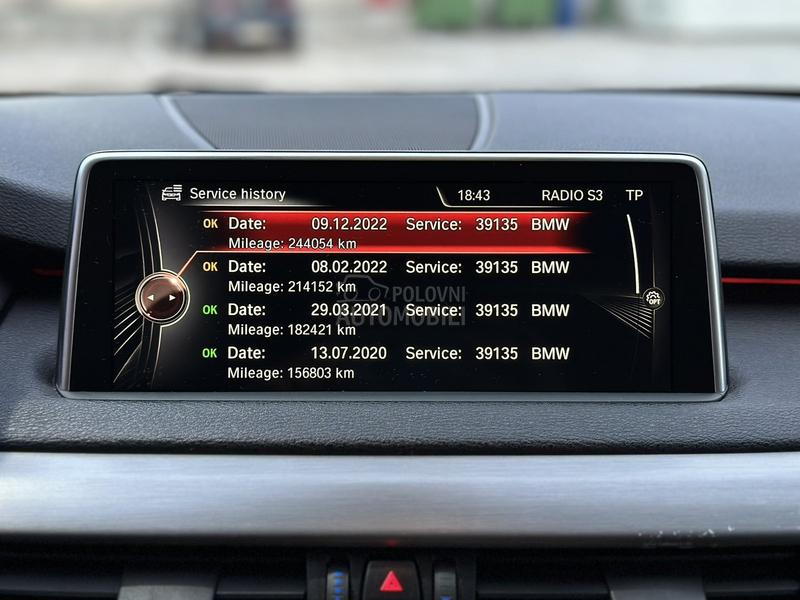 Service history 18:43 RADIO S3 TP
OK Date: 09.12.2022 Service: 39135 BMW
Mileage: 244054 km
OK Date: 08.02.2022 Service: 39135 BMW
Mileage: 214152 km
POLOVNI
OK Date: 29.03.2021 Service: 39135 BMW
AUTOMOBILI
Mileage: 182421 km
OK Date: 13.07.2020 Service: 39135 BMW
Mileage: 156803 km
OPT